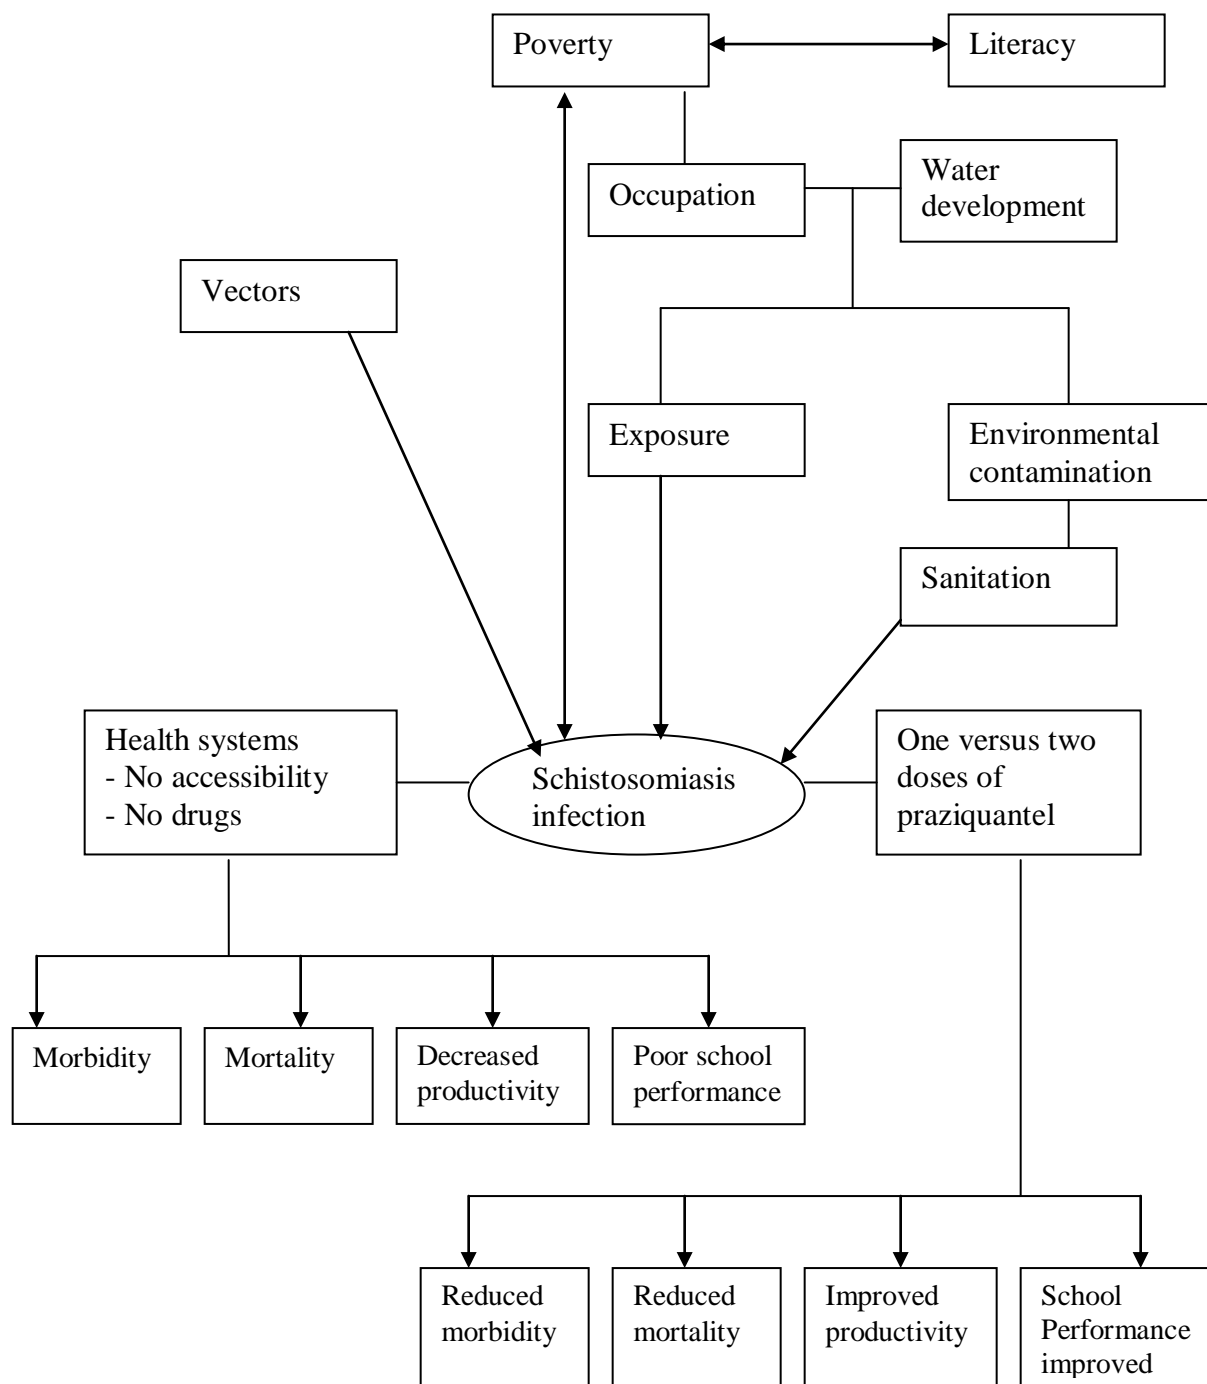 Poverty
Literacy
Occupation
Water
development
Vectors
Exposure
Environmental
contamination
Sanitation
Health systems
- No accessibility
- No drugs
Schistosomiasis
infection
One versus two
doses of
praziquantel
Morbidity
Mortality
Decreased
productivity
Poor school
performance
Reduced
morbidity
Reduced
mortality
Improved
productivity
School
Performance
improved